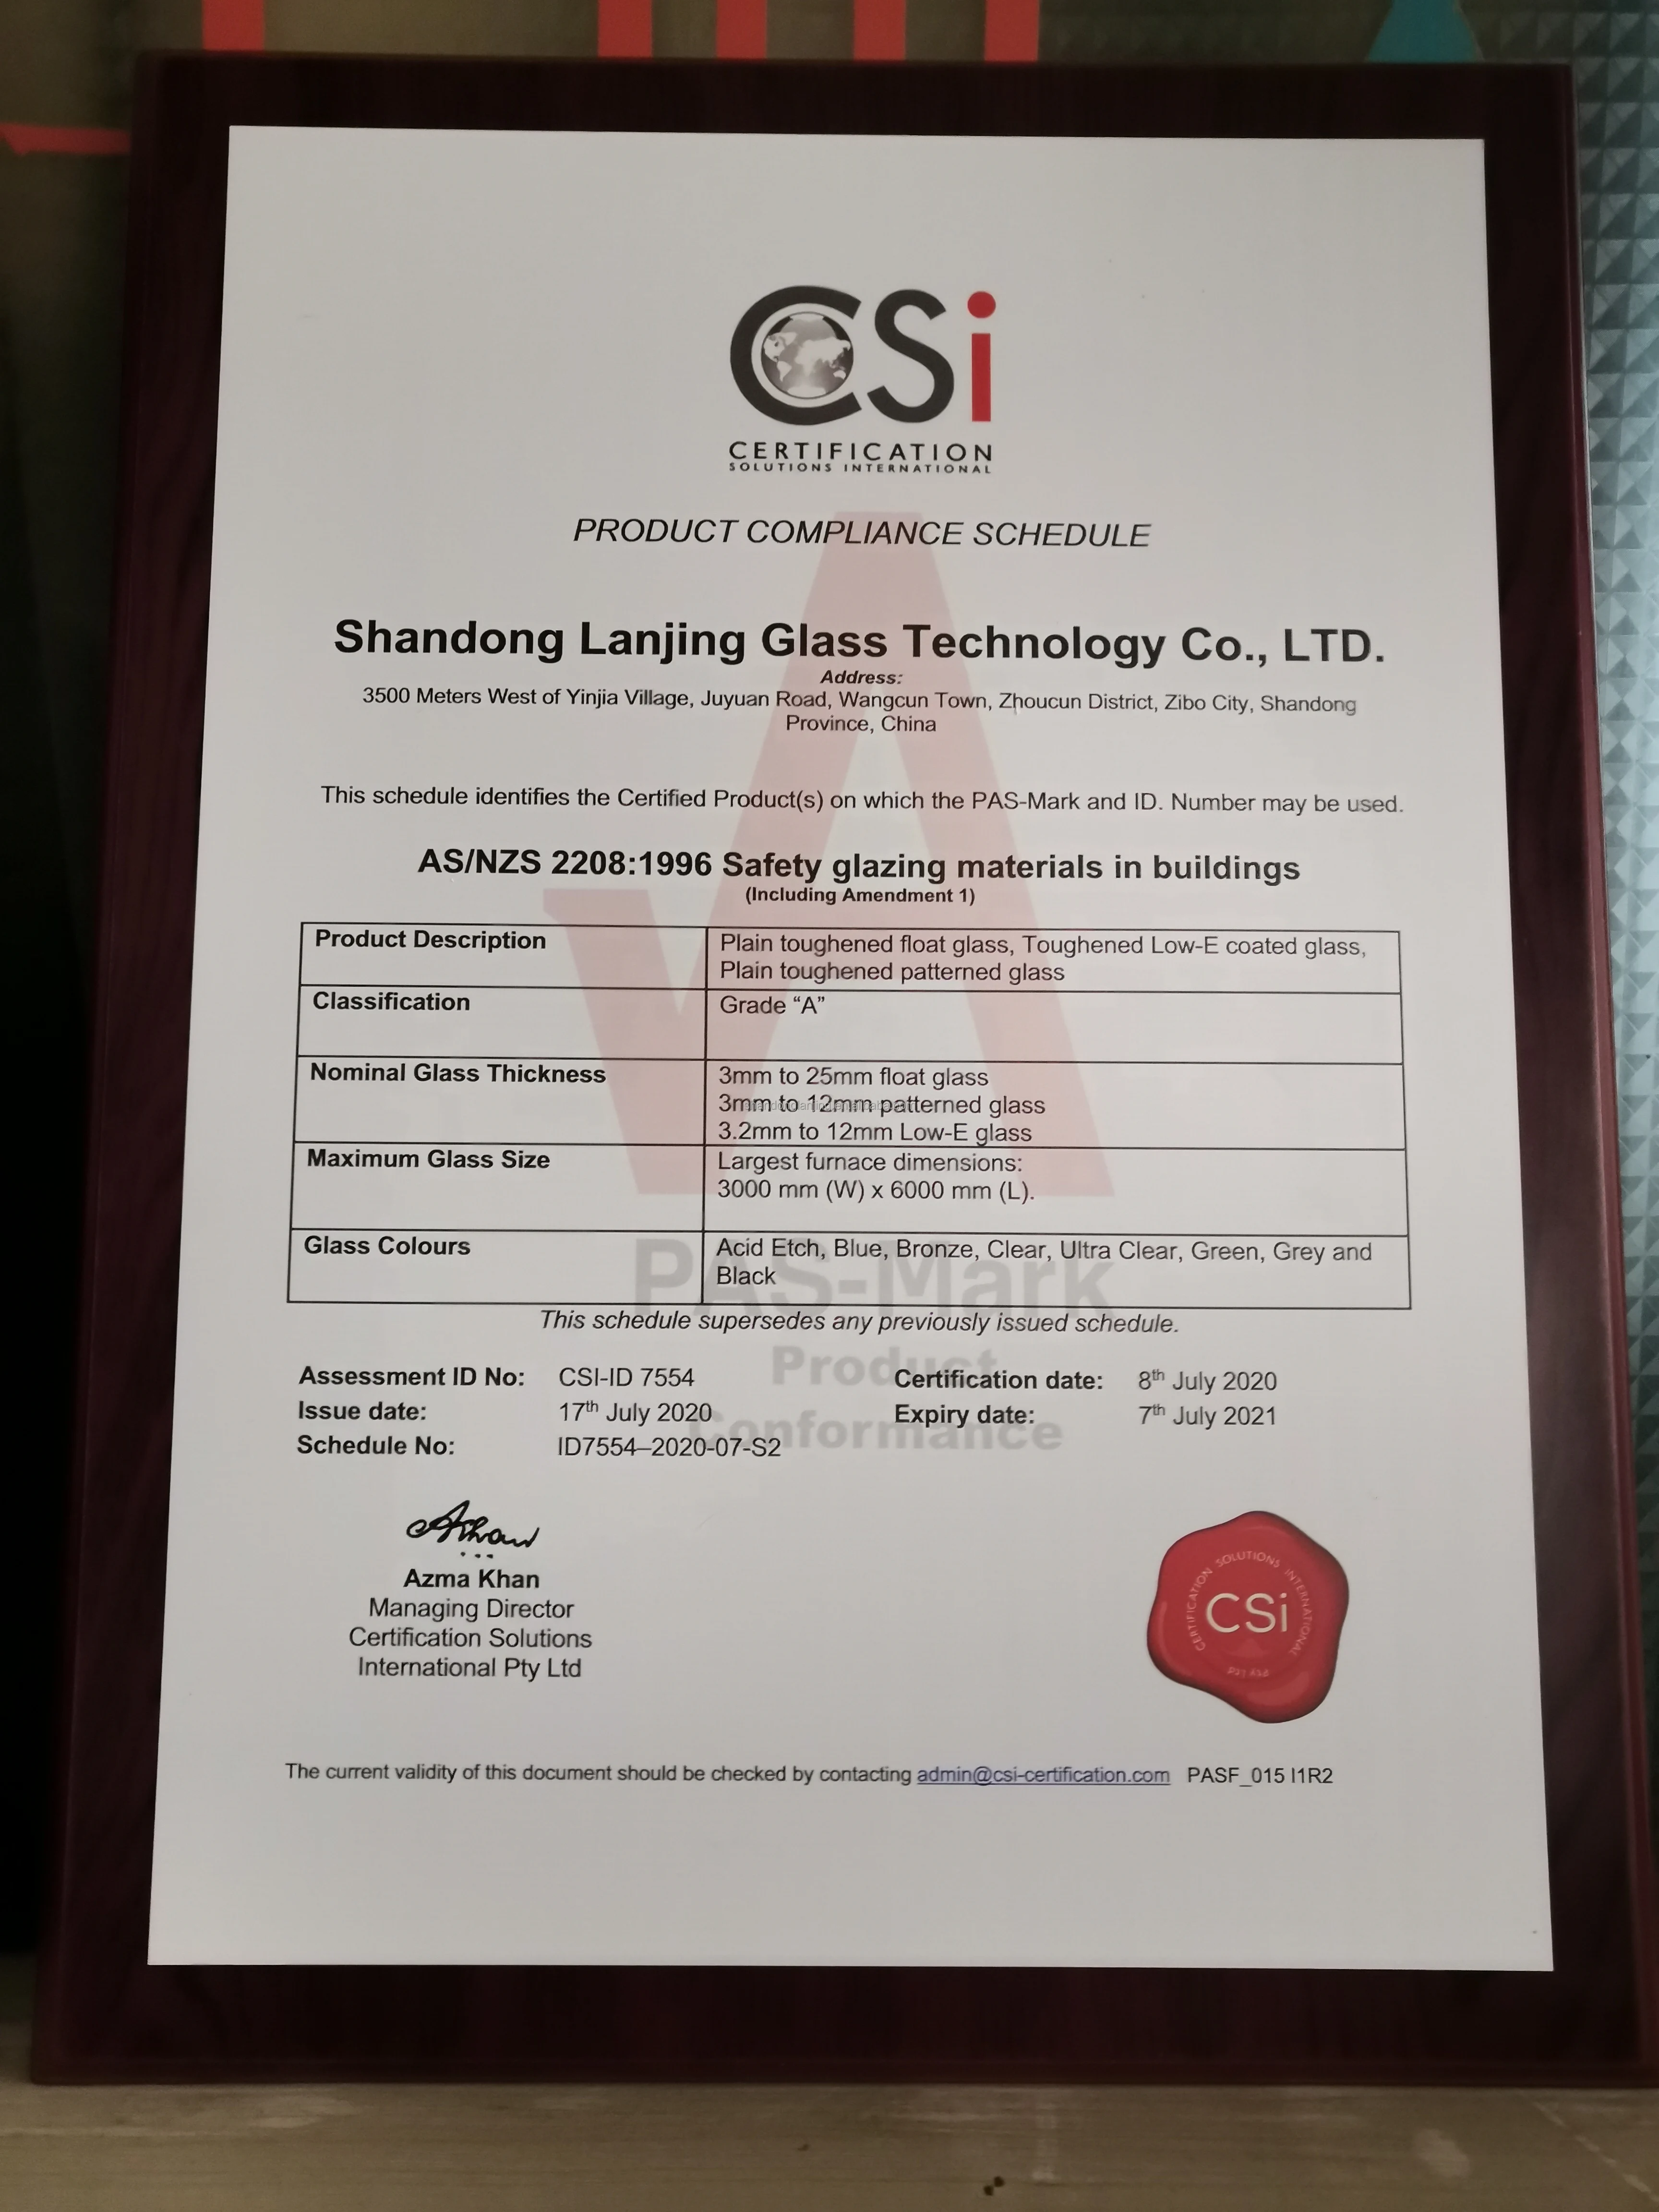 CSi
CERTIFICATION
SOLUTIONS INTERNATIONAL
PRODUCT COMPLIANCE SCHEDULE
Shandong Lanjing Glass Technology Co., LTD.
Address:
3500 Meters West of Yinjia Village, Juyuan Road, Wangcun Town, Zhoucun District, Zibo City, Shandong
Province, China
This schedule identifies the Certified Product(s) on which the PAS-Mark and ID. Number may be used.
AS/NZS 2208:1996 Safety glazing materials in buildings
(Including Amendment 1)
Product Description
Plain toughened float glass, Toughened Low-E coated glass,
Plain toughened patterned glass
Classification
Grade “A”
Nominal Glass Thickness
3mm to 25mm float glass
3mm to 12mm patterned glass
3.2mm to 12mm Low-E glass
Maximum Glass Size
Largest furnace dimensions:
3000 mm (W) x 6000 mm (L).
Glass Colours
Acid Etch, Blue, Bronze, Clear, Ultra Clear, Green, Grey and
Black
PAS-Mark
Product
Conformance
This schedule supersedes any previously issued schedule.
Assessment ID No: CSI-ID 7554 Certification date: 8th July 2020
Issue date: 17th July 2020 Expiry date: 7th July 2021
Schedule No: ID7554–2020-07-S2
Azma Khan
Managing Director
Certification Solutions
International Pty Ltd
CERTIFICATION SOLUTIONS INTERNATIONAL
CSi
The current validity of this document should be checked by contacting admin@csi-certification.com PASF_015 I1R2